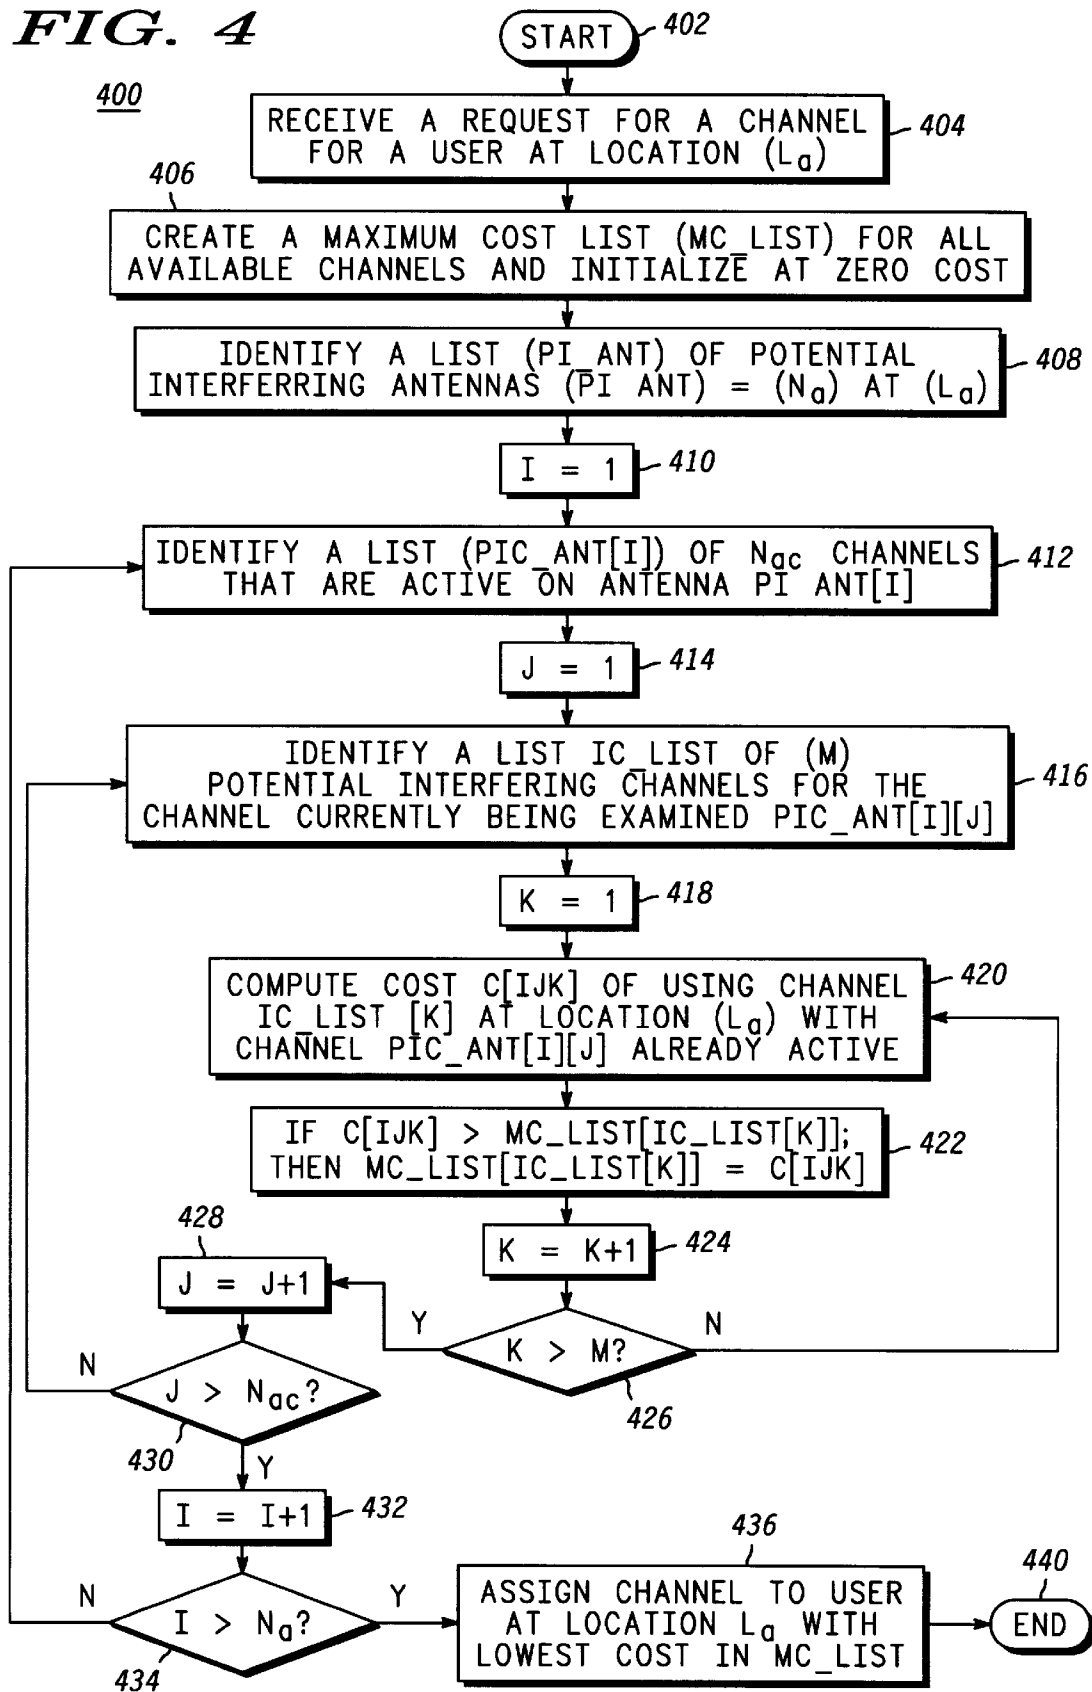 FIG. 4
400
START
402
RECEIVE A REQUEST FOR A CHANNEL
FOR A USER AT LOCATION (La)
404
406
CREATE A MAXIMUM COST LIST (MC_LIST) FOR ALL
AVAILABLE CHANNELS AND INITIALIZE AT ZERO COST
IDENTIFY A LIST (PI_ANT) OF POTENTIAL
INTERFERRING ANTENNAS (PI ANT) = (Na) AT (La)
408
I = 1
410
IDENTIFY A LIST (PIC_ANT[I]) OF Nac CHANNELS
THAT ARE ACTIVE ON ANTENNA PI ANT[I]
412
J = 1
414
IDENTIFY A LIST IC_LIST OF (M)
POTENTIAL INTERFERING CHANNELS FOR THE
CHANNEL CURRENTLY BEING EXAMINED PIC_ANT[I][J]
416
K = 1
418
COMPUTE COST C[IJK] OF USING CHANNEL
IC_LIST [K] AT LOCATION (La) WITH
CHANNEL PIC_ANT[I][J] ALREADY ACTIVE
420
IF C[IJK] > MC_LIST[IC_LIST[K]];
THEN MC_LIST[IC_LIST[K]] = C[IJK]
422
K = K+1
424
428
J = J+1
K > M?
Y
N
426
J > Nac?
N
430
Y
I = I+1
432
I > Na?
N
Y
434
436
ASSIGN CHANNEL TO USER
AT LOCATION La WITH
LOWEST COST IN MC_LIST
440
END